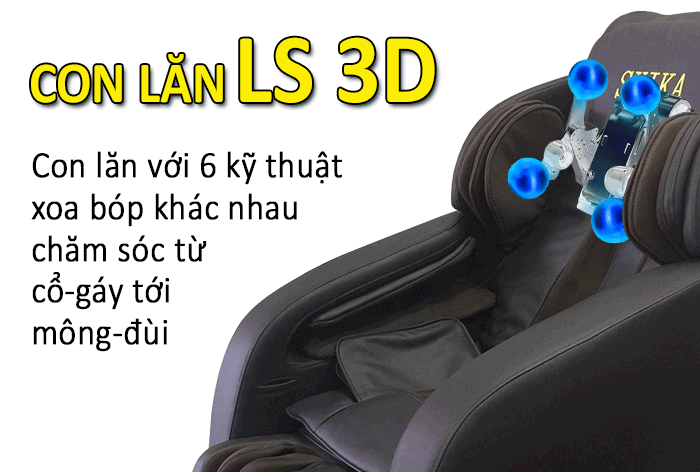 CON LĂN LS 3D
SHIKA
Con lăn với 6 kỹ thuật
xoa bóp khác nhau
chăm sóc từ
cổ-gáy tới
mông-đùi